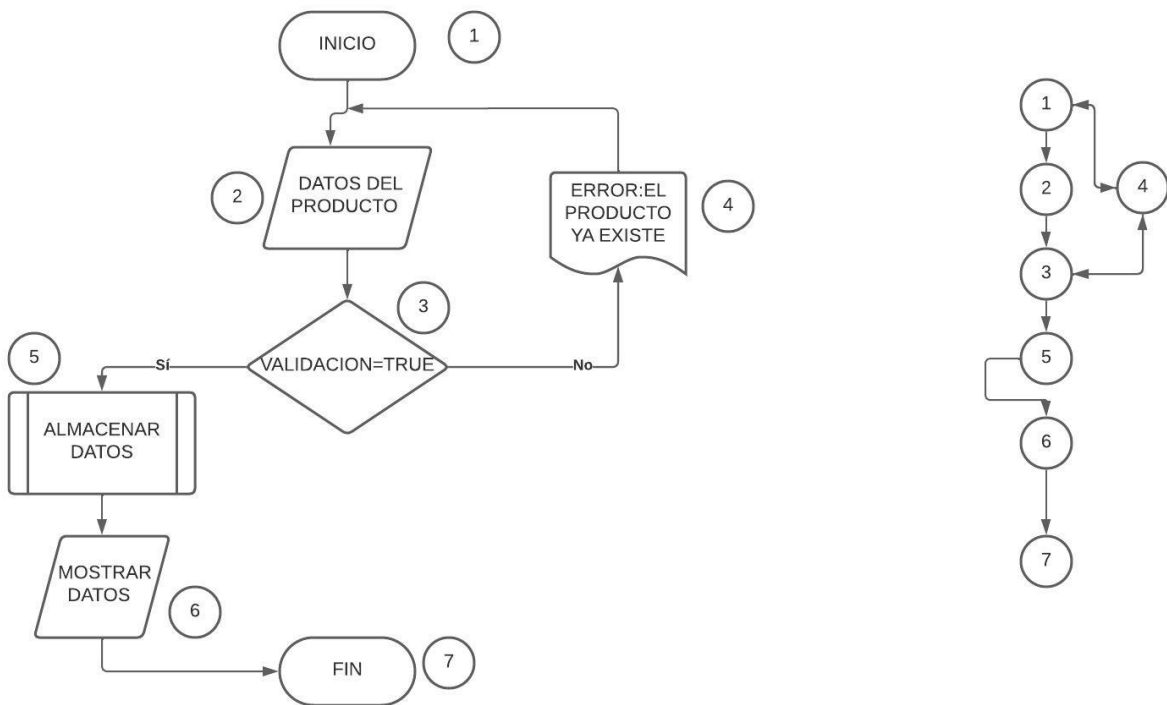 INICIO
1
DATOS DEL
PRODUCTO
2
ERROR:EL
PRODUCTO
YA EXISTE
4
3
VALIDACION=TRUE
Sí
No
5
ALMACENAR
DATOS
MOSTRAR
DATOS
6
FIN
7
1
2
4
3
5
6
7